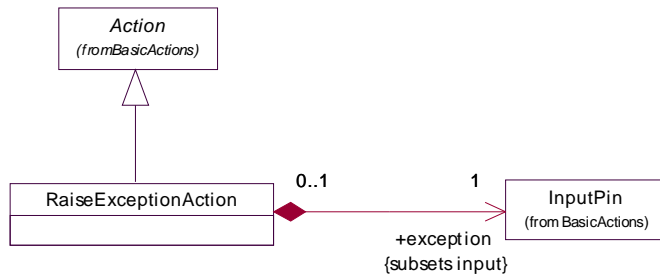 Action
(fromBasicActions)
RaiseExceptionAction
0..1
1
InputPin
(from BasicActions)
+exception
{subsets input}